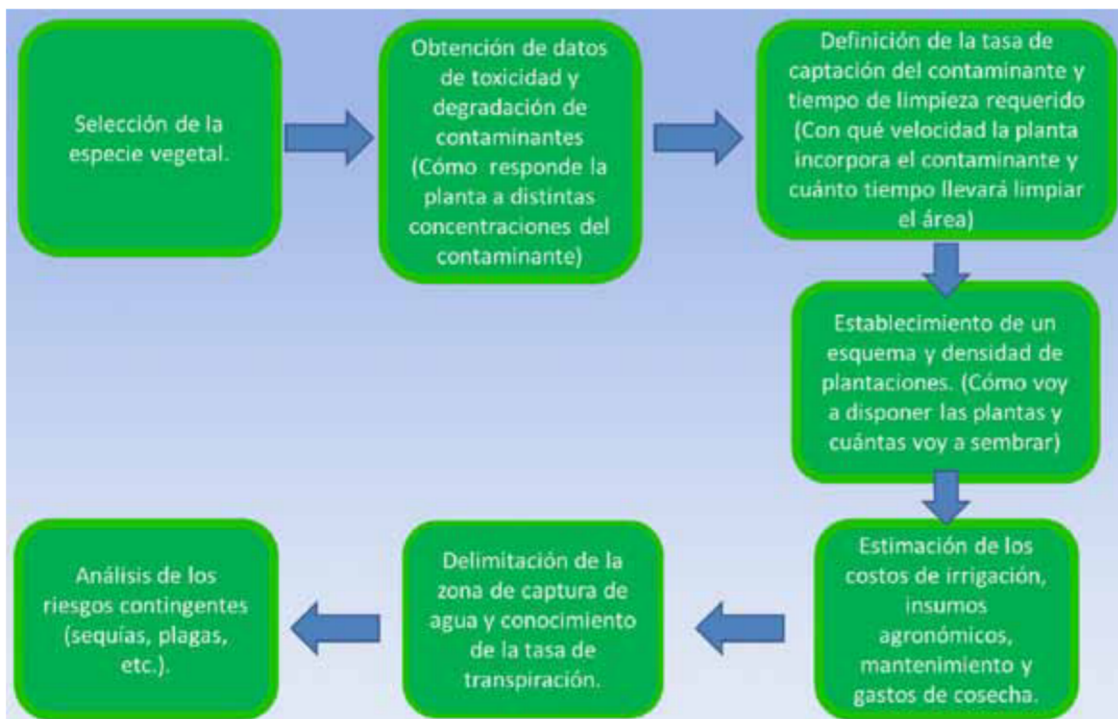 Selección de la
especie vegetal.
Obtención de datos
de toxicidad y
degradación de
contaminantes
(Cómo responde la
planta a distintas
concentraciones del
contaminante)
Definición de la tasa de
captación del contaminante y
tiempo de limpieza requerido
(Con qué velocidad la planta
incorpora el contaminante y
cuánto tiempo llevará limpiar
el área)
Establecimiento de un
esquema y densidad de
plantaciones. (Cómo voy
a disponer las plantas y
cuántas voy a sembrar)
Estimación de los
costos de irrigación,
insumos
agronómicos,
mantenimiento y
gastos de cosecha.
Delimitación de la
zona de captura de
agua y conocimiento
de la tasa de
transpiración.
Análisis de los
riesgos contingentes
(sequías, plagas,
etc.).